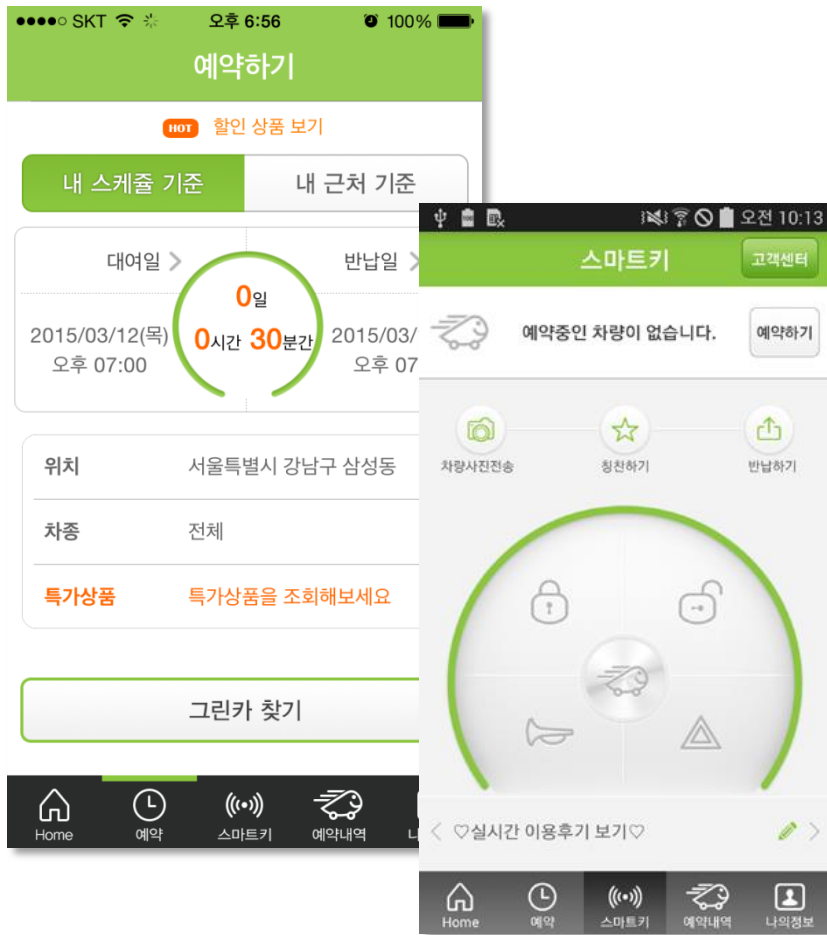 SKT 오후 6:56 100%
예약하기
HOT 할인 상품 보기
내 스케쥴 기준 내 근처 기준
대여일 반납일
0일
0시간 30분간
2015/03/12(목) 2015/03/
오후 07:00 오후 07
위치 서울특별시 강남구 삼성동
차종 전체
특가상품 특가상품을 조회해보세요
그린카 찾기
Home 예약 스마트키 예약내역
오전 10:13
스마트키 고객센터
예약중인 차량이 없습니다. 예약하기
차량사진전송 칭찬하기 반납하기
♡실시간 이용후기 보기♡
Home 예약 스마트키 예약내역 나의정보